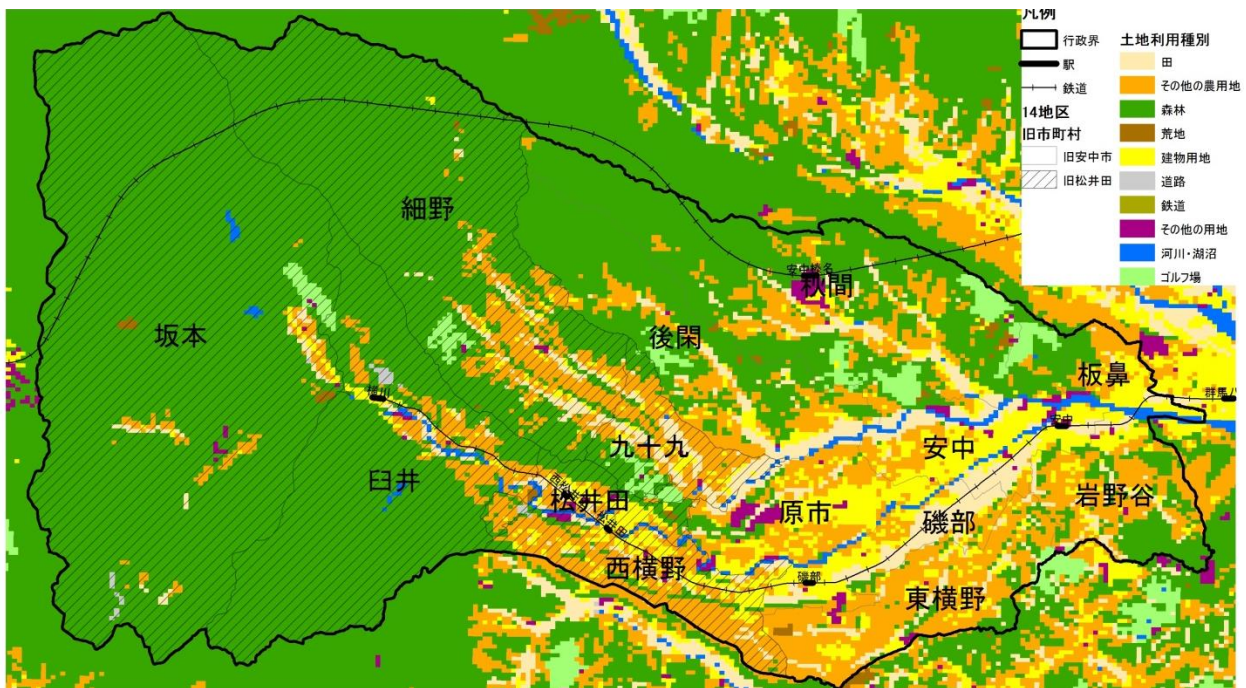 凡例
行政界
駅
鉄道
14地区
旧市町村
旧安中市
旧松井田
土地利用種別
田
その他の農用地
森林
荒地
建物用地
道路
鉄道
その他の用地
河川・湖沼
ゴルフ場
細野
安中榛名
秋間
坂本
後閑
横川
板鼻
群馬八
安中
九十九
安中
臼井
西松井田
松井田
松井田
岩野谷
原市
磯部
西横野
磯部
東横野